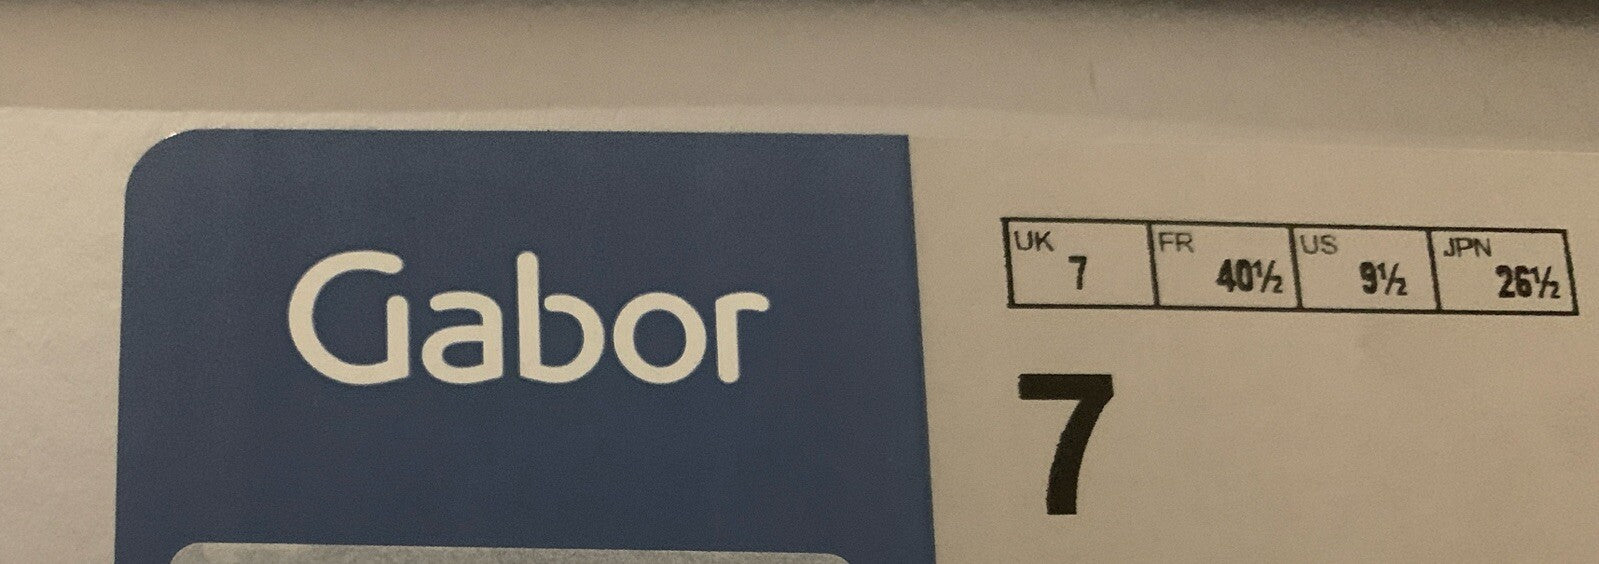 Gabor
UK FR US JPN
7 40½ 9½ 26½
7